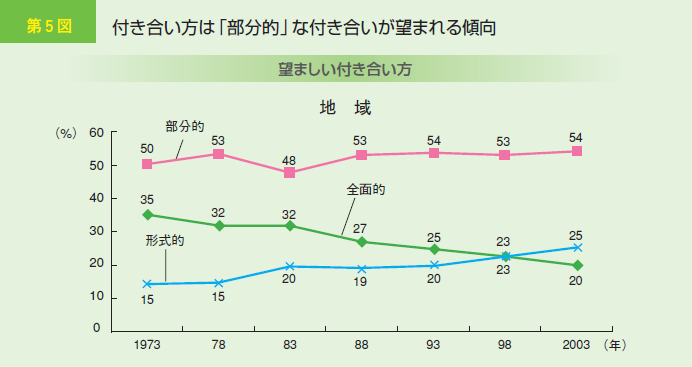 第5図
付き合い方は「部分的」な付き合いが望まれる傾向
望ましい付き合い方
地 域
(%)
60
50
40
30
20
10
0
部分的
50 53 48 53 54 53 54
全面的
35 32 32 27 25 23 20
形式的
15 15 20 19 20 23 25
1973 78 83 88 93 98 2003 (年)